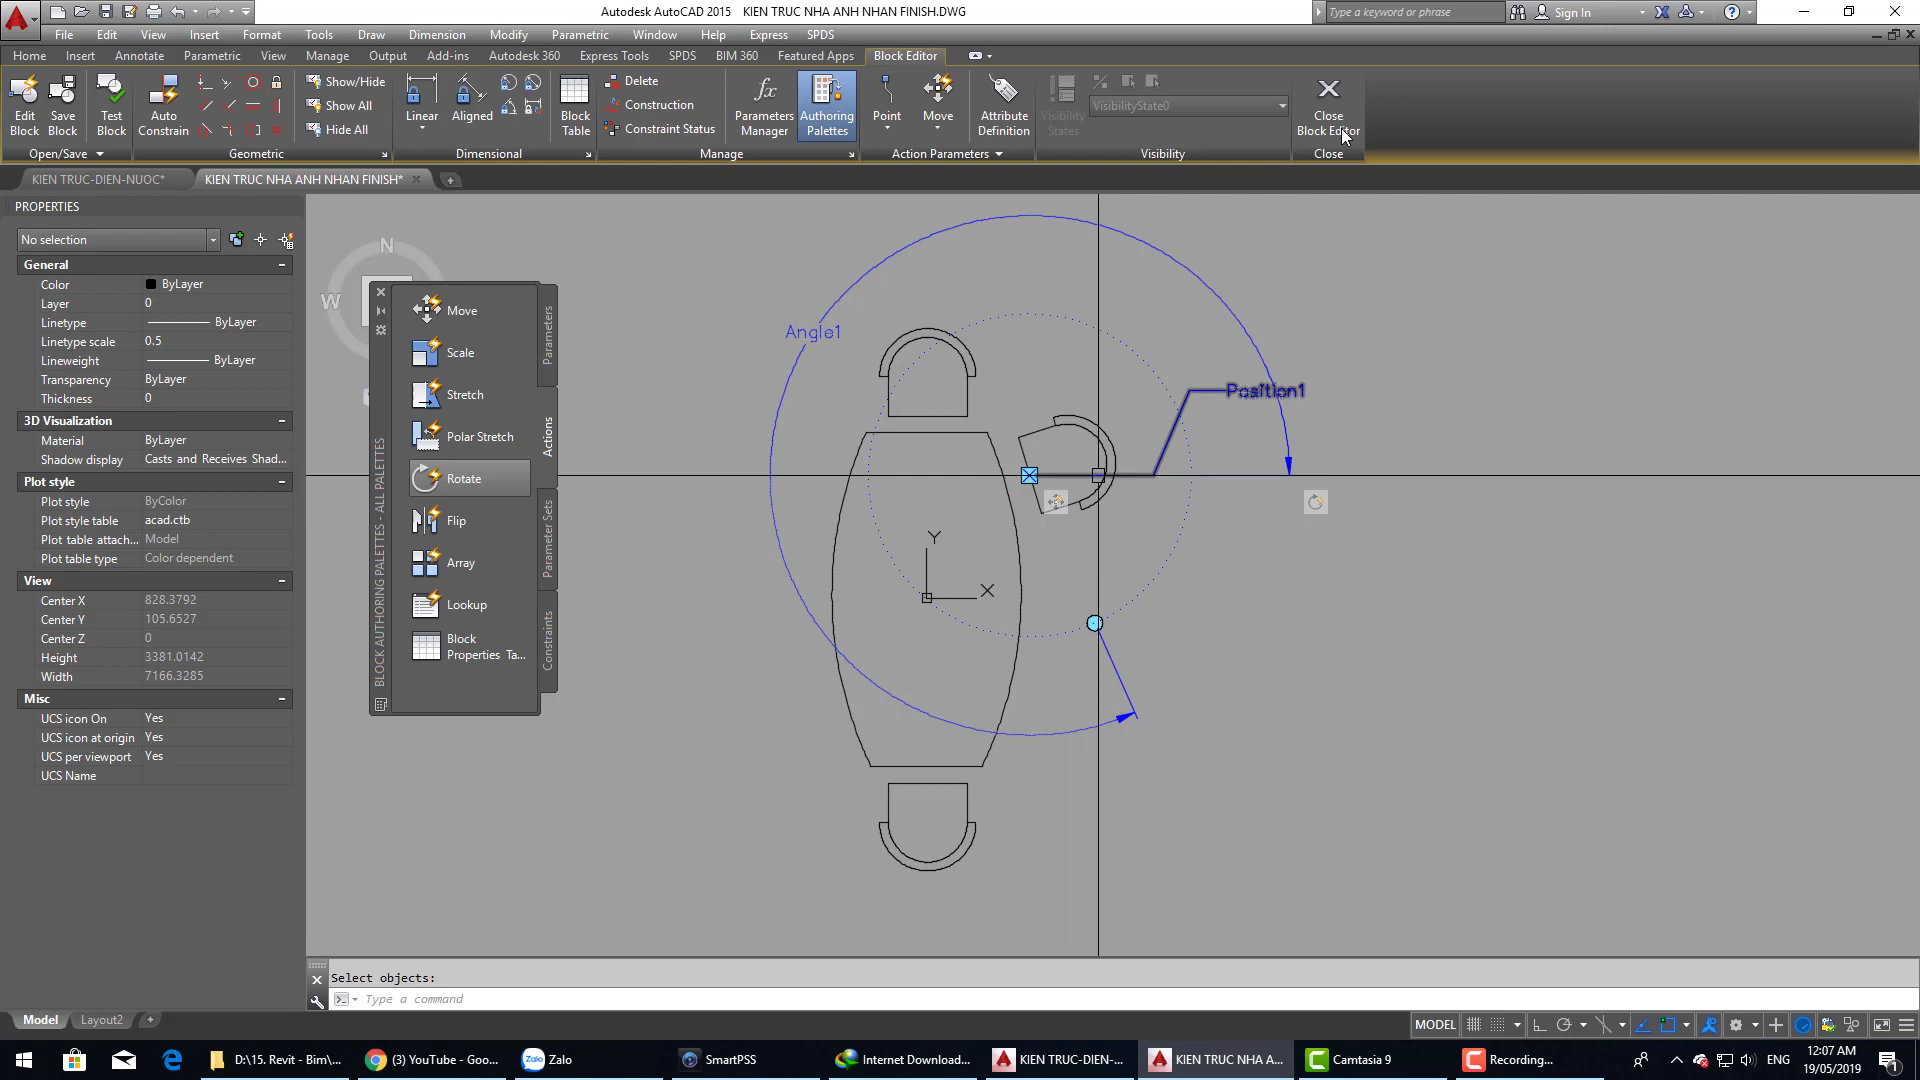 Autodesk AutoCAD 2015 KIEN TRUC NHA ANH NHAN FINISH.DWG
Type a keyword or phrase
Sign In
File Edit View Insert Format Tools Draw Dimension Modify Parametric Window Help Express SPDS
Home Insert Annotate Parametric Manage View Output Add-ins Autodesk 360 Express Tools SPDS BIM 360 Featured Apps Block Editor
Edit Block
Save Block
Test Block
Auto Constrain
Show/Hide
Show All
Hide All
Linear
Aligned
Block Table
Delete
Construction
Constraint Status
Parameters Manager
Authoring Palettes
Point
Move
Attribute Definition
Visibility States
VisibilityState0
Close Block Editor
Open/Save
Geometric
Dimensional
Manage
Action Parameters
Visibility
Close
KIEN TRUC-DIEN-NUOC*
KIEN TRUC NHA ANH NHAN FINISH*
PROPERTIES
No selection
General
Color ByLayer
Layer 0
Linetype ByLayer
Linetype scale 0.5
Lineweight ByLayer
Transparency ByLayer
Thickness 0
3D Visualization
Material ByLayer
Shadow display Casts and Receives Shad...
Plot style
Plot style ByColor
Plot style table acad.ctb
Plot table attach... Model
Plot table type Color dependent
View
Center X 828.3792
Center Y 105.6527
Center Z 0
Height 3381.0142
Width 7166.3285
Misc
UCS icon On Yes
UCS icon at origin Yes
UCS per viewport Yes
UCS Name
N
W
Move
Scale
Stretch
Polar Stretch
Rotate
Flip
Array
Lookup
Block Properties Ta...
Parameters
Actions
Parameter Sets
Constraints
BLOCK AUTHORING PALETTES - ALL PALETTES
Angle1
Position1
Y
X
Select objects:
Type a command
Model
Layout2
MODEL
D:\15. Revit - Bim\...
(3) YouTube - Goo...
Zalo
SmartPSS
Internet Download...
KIEN TRUC-DIEN-...
KIEN TRUC NHA A...
Camtasia 9
Recording...
ENG
12:07 AM
19/05/2019
1